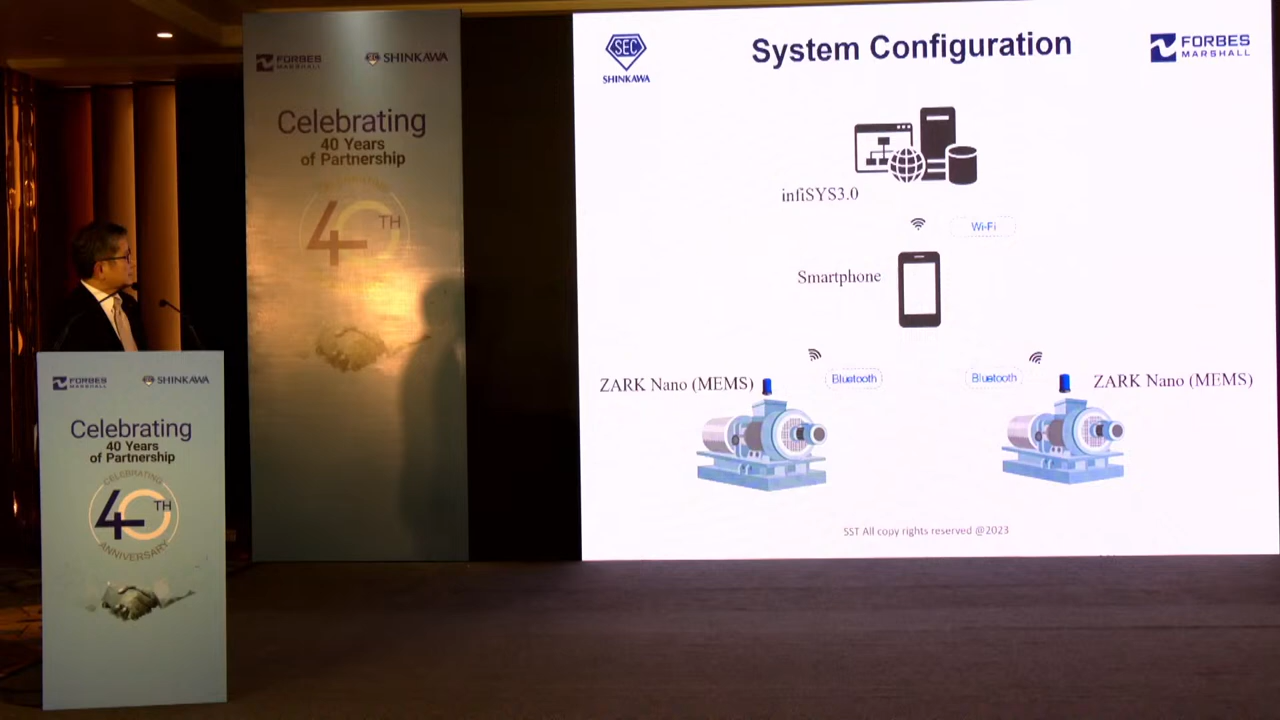 FORBES MARSHALL
SHINKAWA
Celebrating
40 Years
of Partnership
CELEBRATING
40TH
FORBES MARSHALL
SHINKAWA
Celebrating
40 Years
of Partnership
CELEBRATING
40TH
ANNIVERSARY
SEC
SHINKAWA
System Configuration
FORBES
MARSHALL
infiSYS3.0
Wi-Fi
Smartphone
Bluetooth
Bluetooth
ZARK Nano (MEMS)
ZARK Nano (MEMS)
SST All copy rights reserved @2023